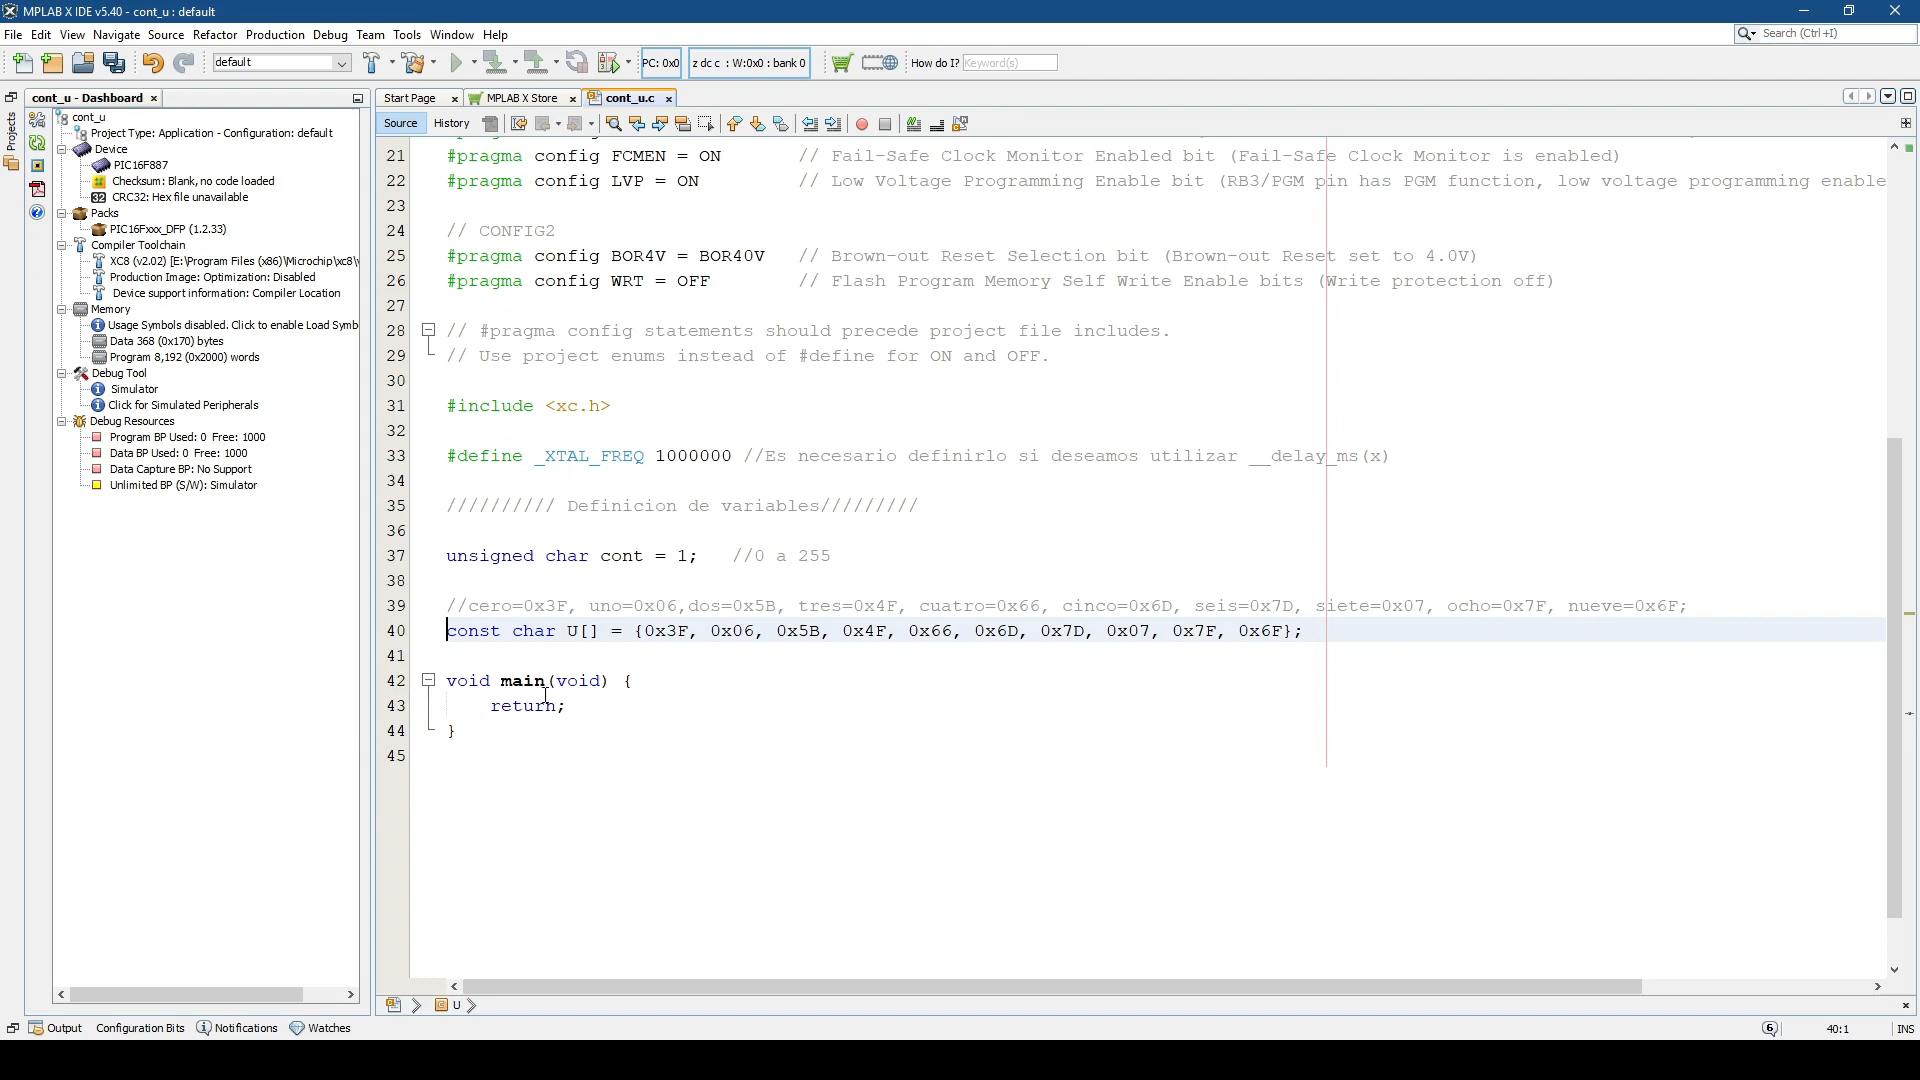 MPLAB X IDE v5.40 - cont_u : default
File Edit View Navigate Source Refactor Production Debug Team Tools Window Help
Search (Ctrl+I)
default
PC: 0x0
z dc c : W:0x0 : bank 0
How do I? Keyword(s)
cont_u - Dashboard
Start Page
MPLAB X Store
cont_u.c
Source History
Projects
cont_u
Project Type: Application - Configuration: default
Device
PIC16F887
Checksum: Blank, no code loaded
CRC32: Hex file unavailable
Packs
PIC16Fxxx_DFP (1.2.33)
Compiler Toolchain
XC8 (v2.02) [E:\Program Files (x86)\Microchip\xc8\v
Production Image: Optimization: Disabled
Device support information: Compiler Location
Memory
Usage Symbols disabled. Click to enable Load Symb
Data 368 (0x170) bytes
Program 8,192 (0x2000) words
Debug Tool
Simulator
Click for Simulated Peripherals
Debug Resources
Program BP Used: 0 Free: 1000
Data BP Used: 0 Free: 1000
Data Capture BP: No Support
Unlimited BP (S/W): Simulator
21 #pragma config FCMEN = ON // Fail-Safe Clock Monitor Enabled bit (Fail-Safe Clock Monitor is enabled)
22 #pragma config LVP = ON // Low Voltage Programming Enable bit (RB3/PGM pin has PGM function, low voltage programming enable
23
24 // CONFIG2
25 #pragma config BOR4V = BOR40V // Brown-out Reset Selection bit (Brown-out Reset set to 4.0V)
26 #pragma config WRT = OFF // Flash Program Memory Self Write Enable bits (Write protection off)
27
28 // #pragma config statements should precede project file includes.
29 // Use project enums instead of #define for ON and OFF.
30
31 #include <xc.h>
32
33 #define _XTAL_FREQ 1000000 //Es necesario definirlo si deseamos utilizar __delay_ms(x)
34
35 ////////// Definicion de variables/////////
36
37 unsigned char cont = 1; //0 a 255
38
39 //cero=0x3F, uno=0x06,dos=0x5B, tres=0x4F, cuatro=0x66, cinco=0x6D, seis=0x7D, siete=0x07, ocho=0x7F, nueve=0x6F;
40 const char U[] = {0x3F, 0x06, 0x5B, 0x4F, 0x66, 0x6D, 0x7D, 0x07, 0x7F, 0x6F};
41
42 void main(void) {
43 return;
44 }
45
U
Output Configuration Bits Notifications Watches
6 40:1 INS